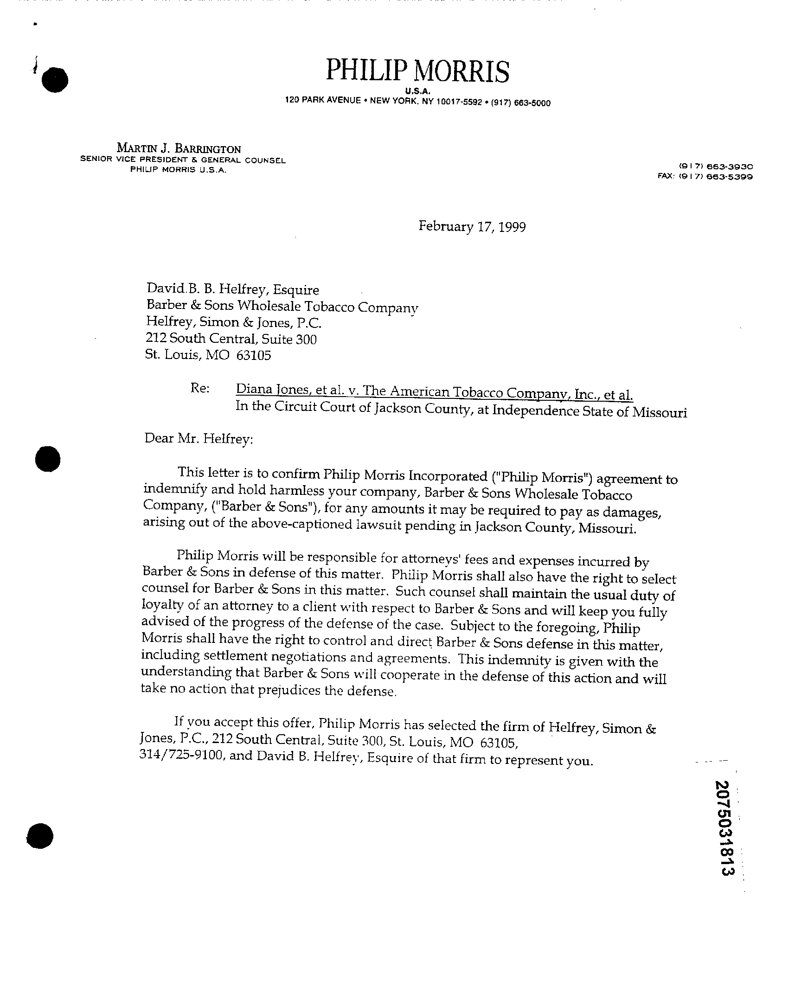 PHILIP MORRIS
U.S.A.
120 PARK AVENUE • NEW YORK, NY 10017-5592 • (917) 663-5000
MARTIN J. BARRINGTON
SENIOR VICE PRESIDENT & GENERAL COUNSEL
PHILIP MORRIS U.S.A.
(917) 663-3930
FAX: (917) 663-5399
February 17, 1999
David B. B. Helfrey, Esquire
Barber & Sons Wholesale Tobacco Company
Helfrey, Simon & Jones, P.C.
212 South Central, Suite 300
St. Louis, MO 63105
Re: Diana Jones, et al. v. The American Tobacco Company, Inc., et al.
In the Circuit Court of Jackson County, at Independence State of Missouri
Dear Mr. Helfrey:
This letter is to confirm Philip Morris Incorporated ("Philip Morris") agreement to
indemnify and hold harmless your company, Barber & Sons Wholesale Tobacco
Company, ("Barber & Sons"), for any amounts it may be required to pay as damages,
arising out of the above-captioned lawsuit pending in Jackson County, Missouri.
Philip Morris will be responsible for attorneys' fees and expenses incurred by
Barber & Sons in defense of this matter. Philip Morris shall also have the right to select
counsel for Barber & Sons in this matter. Such counsel shall maintain the usual duty of
loyalty of an attorney to a client with respect to Barber & Sons and will keep you fully
advised of the progress of the defense of the case. Subject to the foregoing, Philip
Morris shall have the right to control and direct Barber & Sons defense in this matter,
including settlement negotiations and agreements. This indemnity is given with the
understanding that Barber & Sons will cooperate in the defense of this action and will
take no action that prejudices the defense.
If you accept this offer, Philip Morris has selected the firm of Helfrey, Simon &
Jones, P.C., 212 South Central, Suite 300, St. Louis, MO 63105,
314/725-9100, and David B. Helfrey, Esquire of that firm to represent you.
2075031813